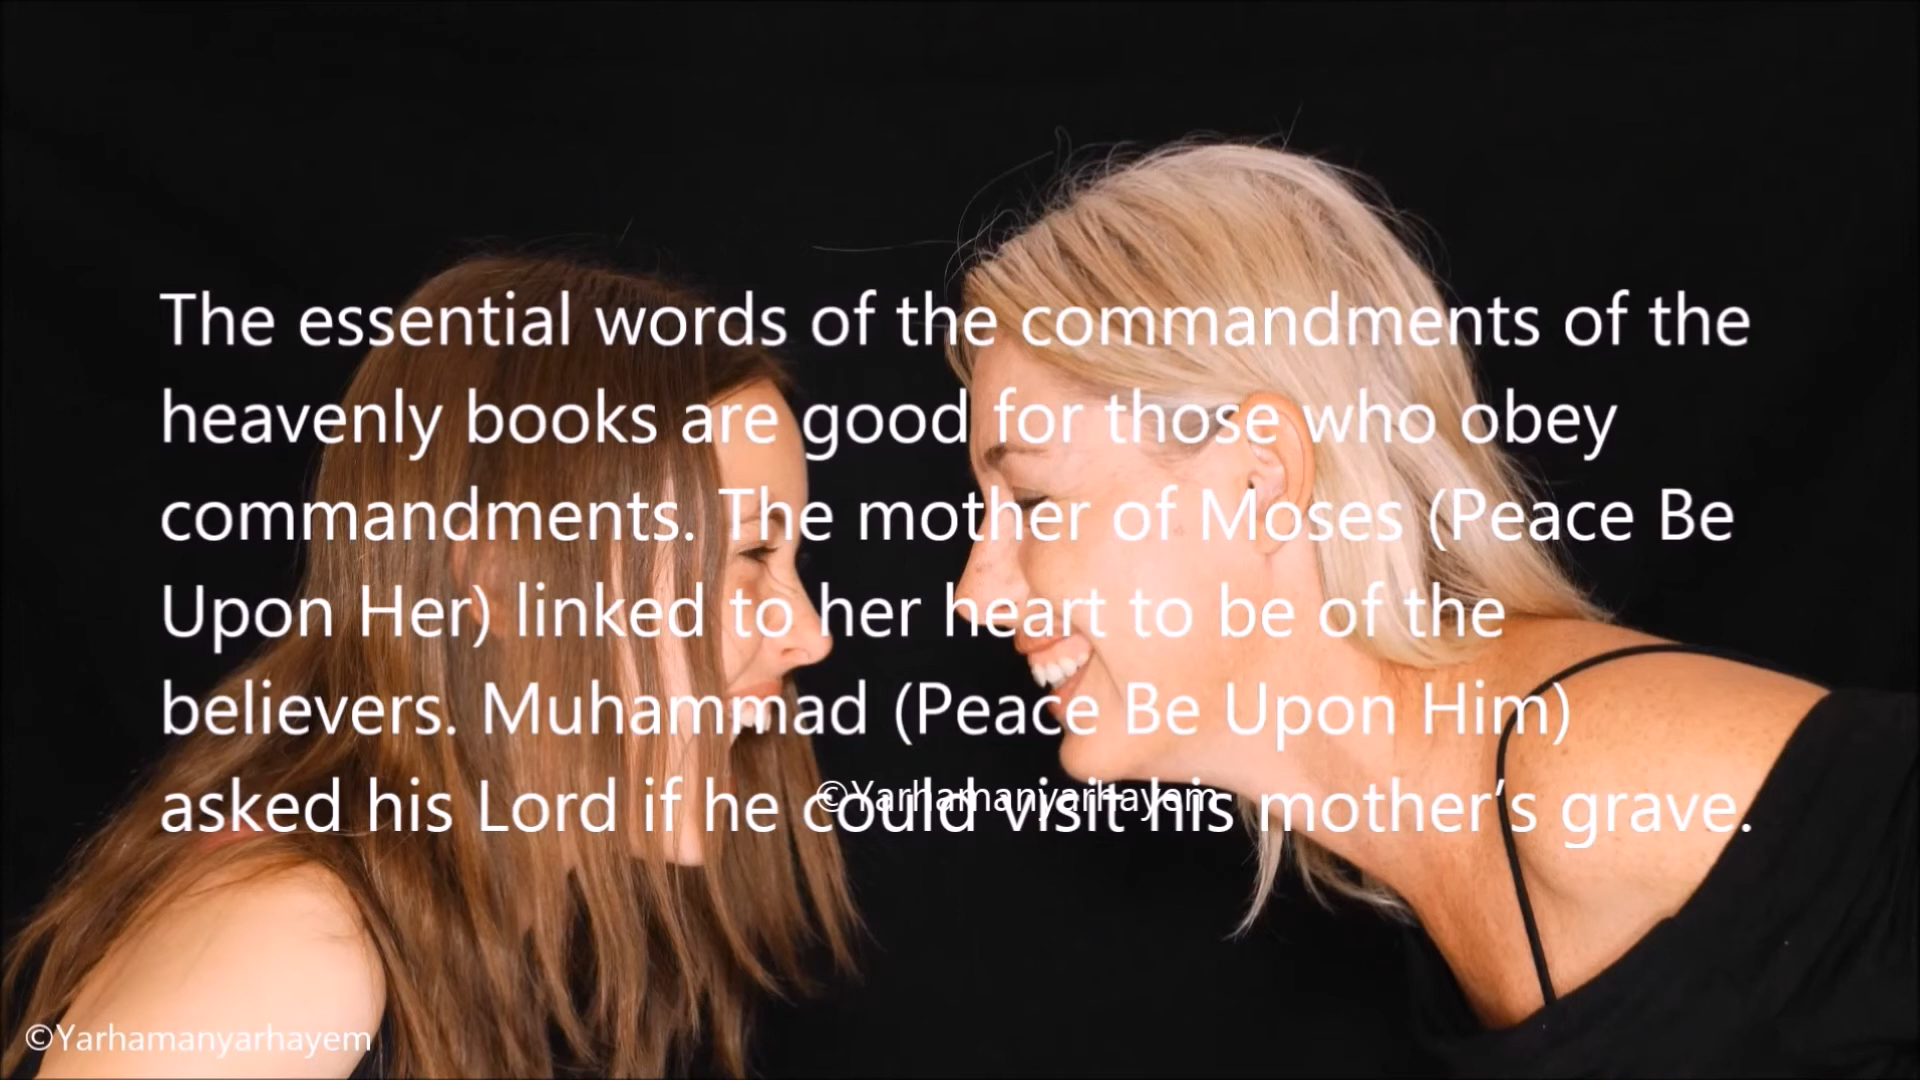 The essential words of the commandments of the
heavenly books are good for those who obey
commandments. The mother of Moses (Peace Be
Upon Her) linked to her heart to be of the
believers. Muhammad (Peace Be Upon Him)
asked his Lord if he could visit his mother’s grave.
©Yarhamanyarhayem
©Yarhamanyarhayem